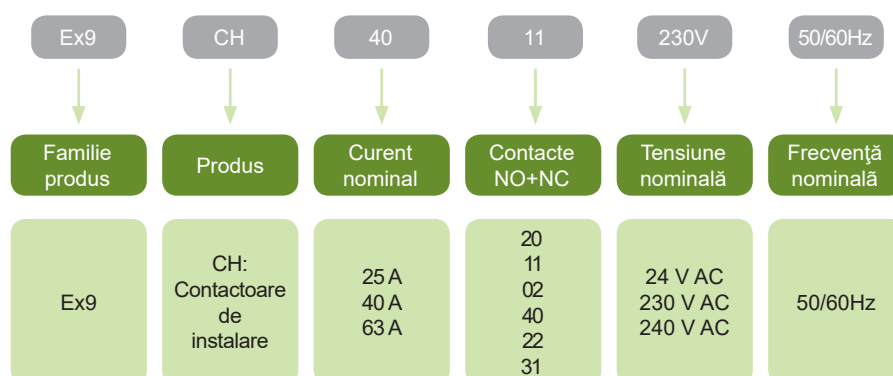 Ex9 CH 40 11 230V 50/60Hz
Familie produs
Produs
Curent nominal
Contacte NO+NC
Tensiune nominală
Frecvenţă nominalã
Ex9
CH:
Contactoare
de
instalare
25 A
40 A
63 A
20
11
02
40
22
31
24 V AC
230 V AC
240 V AC
50/60Hz